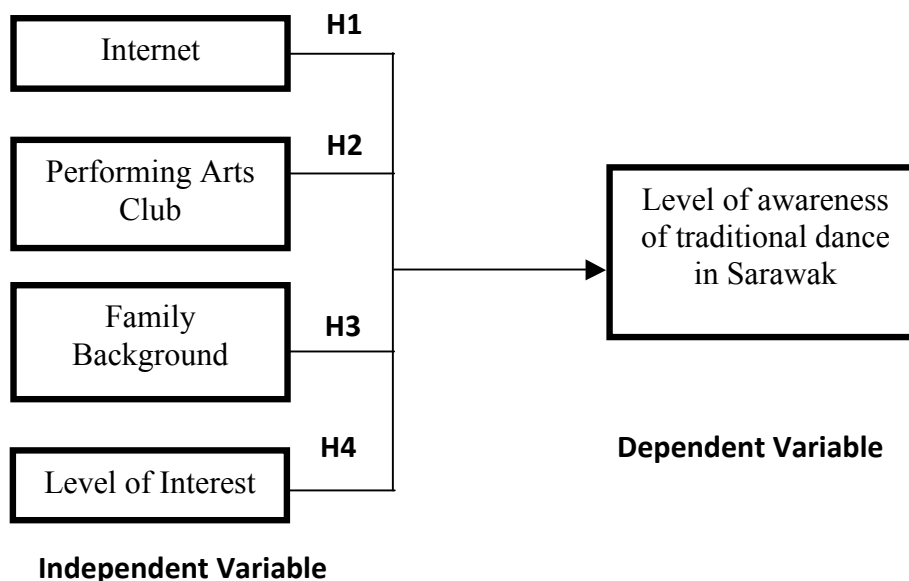 H1
Internet
H2
Performing Arts
Club
H3
Family
Background
H4
Level of Interest
Independent Variable
Level of awareness
of traditional dance
in Sarawak
Dependent Variable